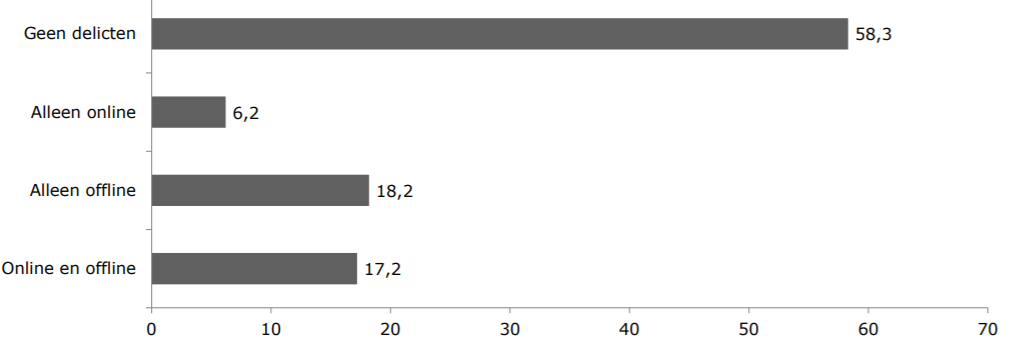 Geen delicten 58,3
Alleen online 6,2
Alleen offline 18,2
Online en offline 17,2
0 10 20 30 40 50 60 70